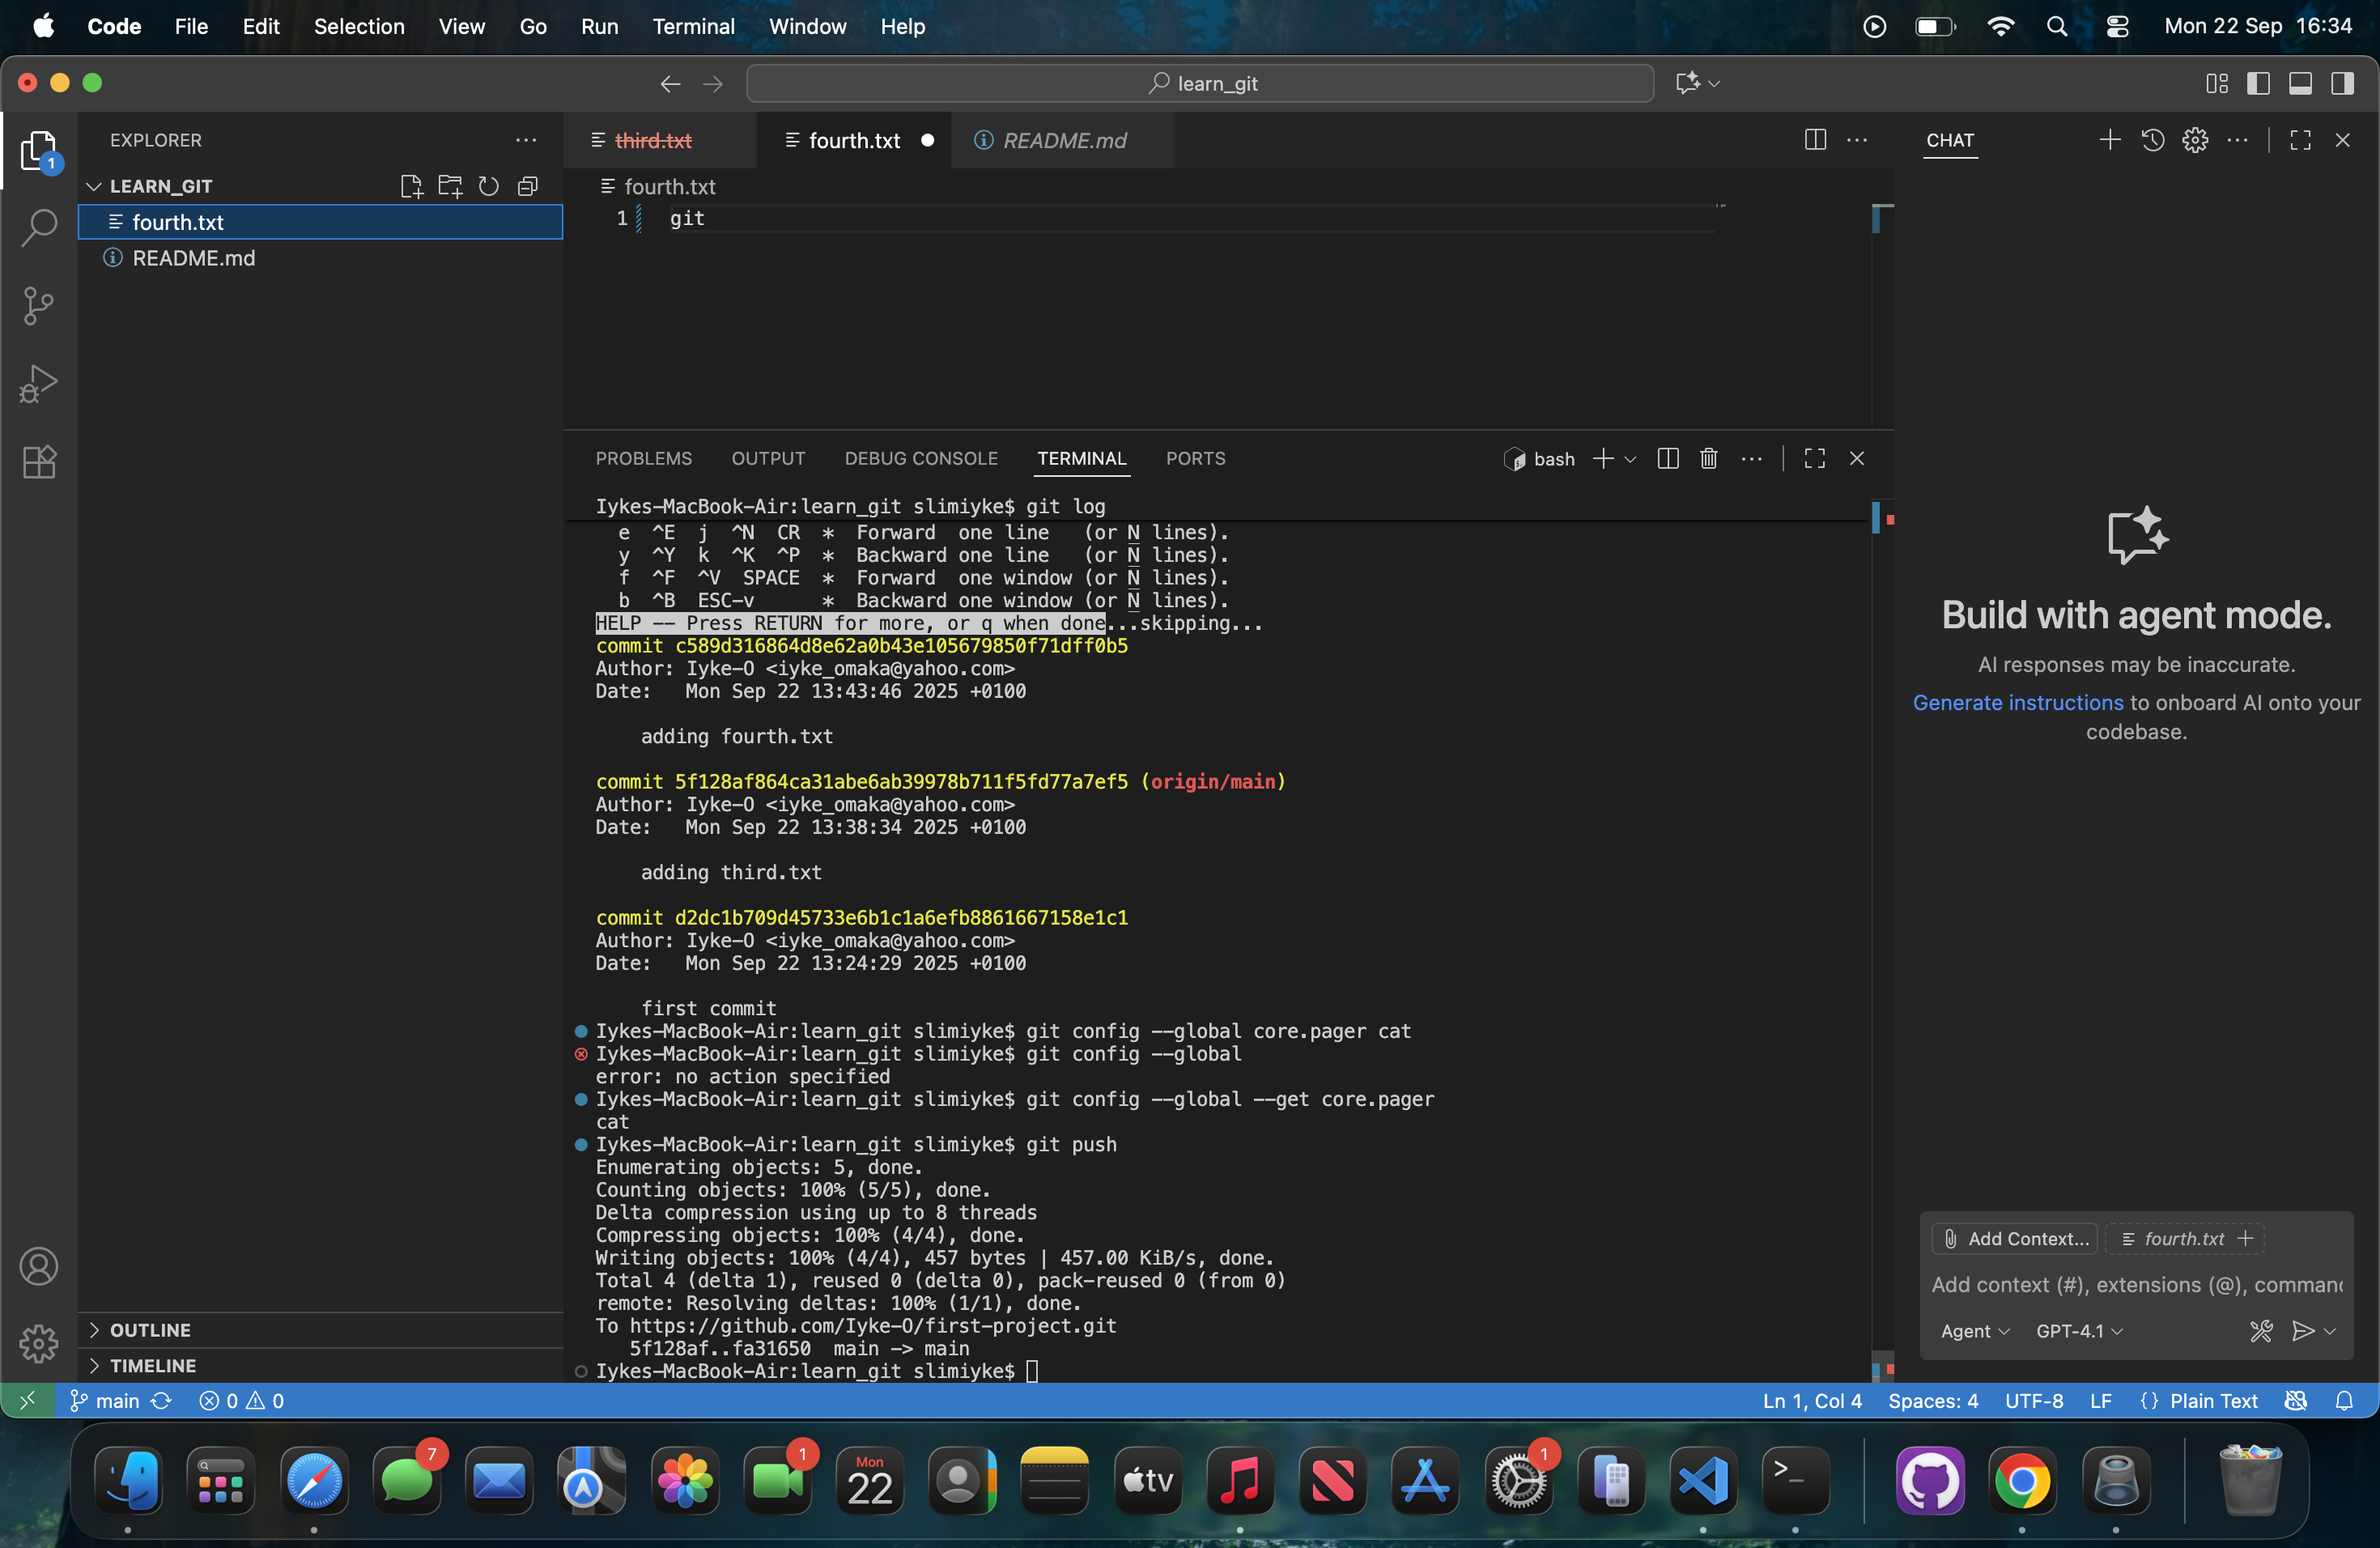 Code File Edit Selection View Go Run Terminal Window Help Mon 22 Sep 16:34
learn_git
EXPLORER
1
LEARN_GIT
fourth.txt
README.md
OUTLINE
TIMELINE
third.txt fourth.txt README.md
fourth.txt
1 git
PROBLEMS OUTPUT DEBUG CONSOLE TERMINAL PORTS bash
Iykes-MacBook-Air:learn_git slimiyke$ git log
e ^E j ^N CR * Forward one line (or N lines).
y ^Y k ^K ^P * Backward one line (or N lines).
f ^F ^V SPACE * Forward one window (or N lines).
b ^B ESC-v * Backward one window (or N lines).
HELP -- Press RETURN for more, or q when done...skipping...
commit c589d316864d8e62a0b43e105679850f71dff0b5
Author: Iyke-O <iyke_omaka@yahoo.com>
Date: Mon Sep 22 13:43:46 2025 +0100
adding fourth.txt
commit 5f128af864ca31abe6ab39978b711f5fd77a7ef5 (origin/main)
Author: Iyke-O <iyke_omaka@yahoo.com>
Date: Mon Sep 22 13:38:34 2025 +0100
adding third.txt
commit d2dc1b709d45733e6b1c1a6efb8861667158e1c1
Author: Iyke-O <iyke_omaka@yahoo.com>
Date: Mon Sep 22 13:24:29 2025 +0100
first commit
Iykes-MacBook-Air:learn_git slimiyke$ git config --global core.pager cat
Iykes-MacBook-Air:learn_git slimiyke$ git config --global
error: no action specified
Iykes-MacBook-Air:learn_git slimiyke$ git config --global --get core.pager
cat
Iykes-MacBook-Air:learn_git slimiyke$ git push
Enumerating objects: 5, done.
Counting objects: 100% (5/5), done.
Delta compression using up to 8 threads
Compressing objects: 100% (4/4), done.
Writing objects: 100% (4/4), 457 bytes | 457.00 KiB/s, done.
Total 4 (delta 1), reused 0 (delta 0), pack-reused 0 (from 0)
remote: Resolving deltas: 100% (1/1), done.
To https://github.com/Iyke-O/first-project.git
5f128af..fa31650 main -> main
Iykes-MacBook-Air:learn_git slimiyke$
CHAT
Build with agent mode.
AI responses may be inaccurate.
Generate instructions to onboard AI onto your
codebase.
Add Context... fourth.txt
Add context (#), extensions (@), comman
Agent GPT-4.1
main 0 0 Ln 1, Col 4 Spaces: 4 UTF-8 LF {} Plain Text
7
1
Mon
22
tv
1